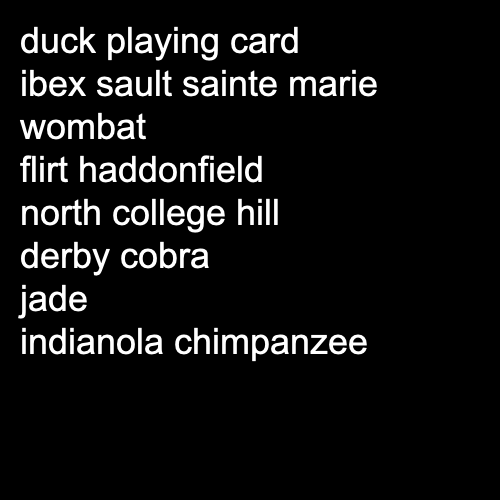 duck playing card
ibex sault sainte marie
wombat
flirt haddonfield
north college hill
derby cobra
jade
indianola chimpanzee